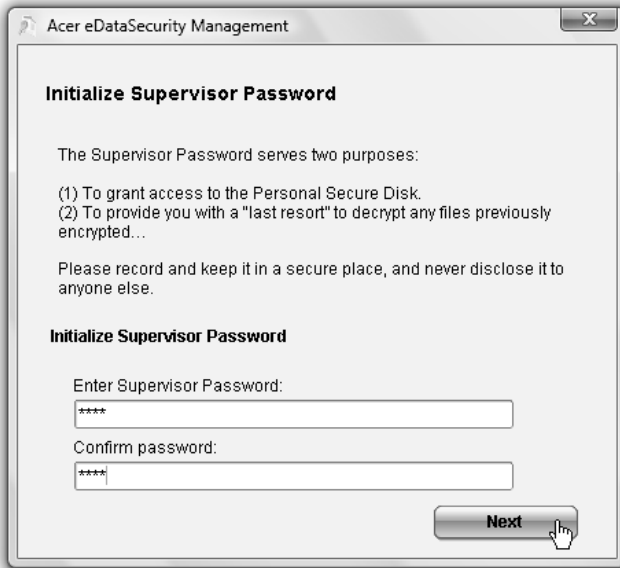 Acer eDataSecurity Management
X
Initialize Supervisor Password
The Supervisor Password serves two purposes:
(1) To grant access to the Personal Secure Disk.
(2) To provide you with a "last resort" to decrypt any files previously
encrypted...
Please record and keep it in a secure place, and never disclose it to
anyone else.
Initialize Supervisor Password
Enter Supervisor Password:
****
Confirm password:
****
Next